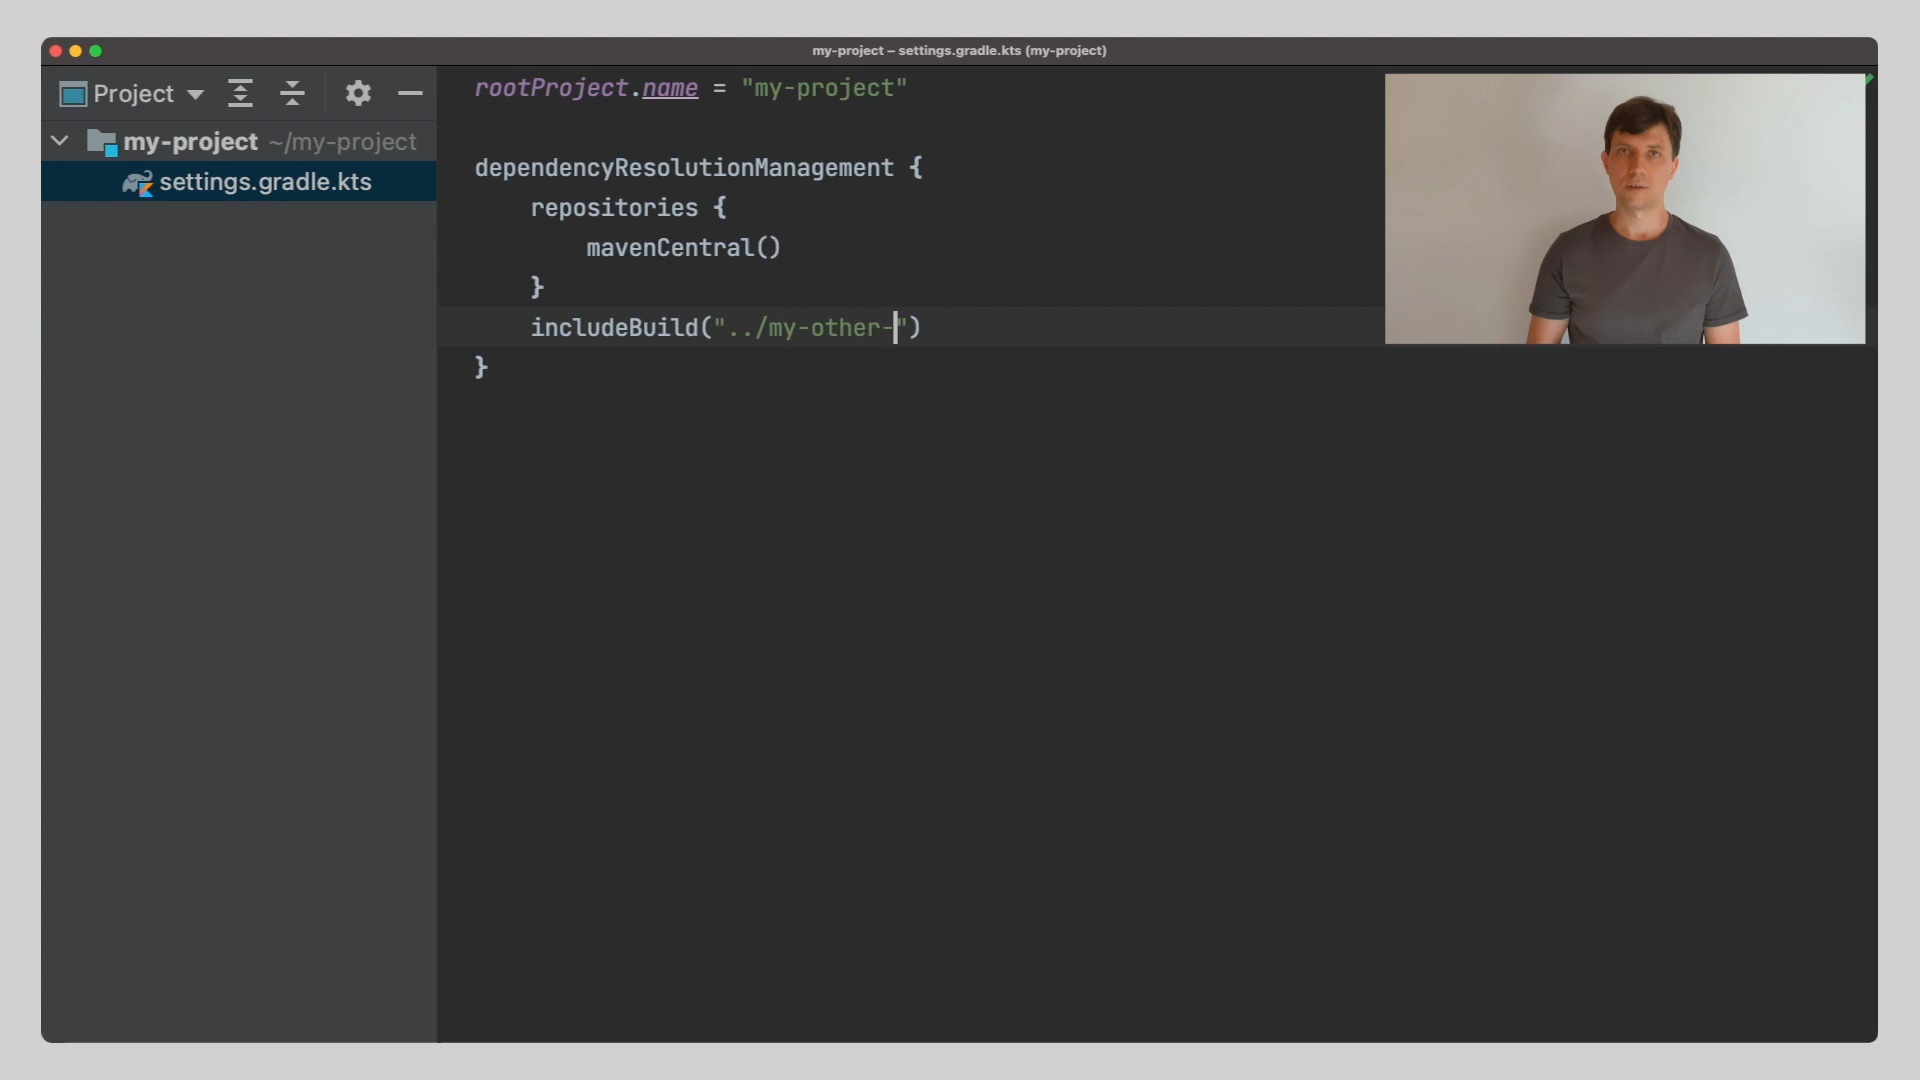 my-project – settings.gradle.kts (my-project)
Project
my-project ~/my-project
settings.gradle.kts
rootProject.name = "my-project"
dependencyResolutionManagement {
repositories {
mavenCentral()
}
includeBuild("../my-other-")
}